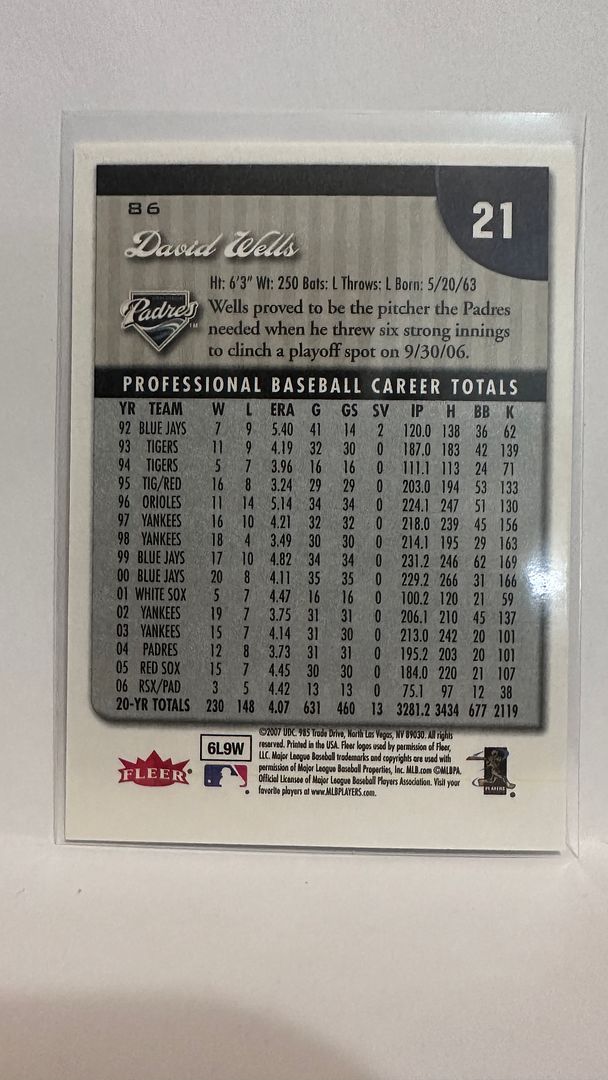 86
21
David Wells
Ht: 6'3" Wt: 250 Bats: L Throws: L Born: 5/20/63
Padres
TM
Wells proved to be the pitcher the Padres
needed when he threw six strong innings
to clinch a playoff spot on 9/30/06.
PROFESSIONAL BASEBALL CAREER TOTALS
YR TEAM W L ERA G GS SV IP H BB K
92 BLUE JAYS 7 9 5.40 41 14 2 120.0 138 36 62
93 TIGERS 11 9 4.19 32 30 0 187.0 183 42 139
94 TIGERS 5 7 3.96 16 16 0 111.1 113 24 71
95 TIG/RED 16 8 3.24 29 29 0 203.0 194 53 133
96 ORIOLES 11 14 5.14 34 34 0 224.1 247 51 130
97 YANKEES 16 10 4.21 32 32 0 218.0 239 45 156
98 YANKEES 18 4 3.49 30 30 0 214.1 195 29 163
99 BLUE JAYS 17 10 4.82 34 34 0 231.2 246 62 169
00 BLUE JAYS 20 8 4.11 35 35 0 229.2 266 31 166
01 WHITE SOX 5 7 4.47 16 16 0 100.2 120 21 59
02 YANKEES 19 7 3.75 31 31 0 206.1 210 45 137
03 YANKEES 15 7 4.14 31 30 0 213.0 242 20 101
04 PADRES 12 8 3.73 31 31 0 195.2 203 20 101
05 RED SOX 15 7 4.45 30 30 0 184.0 220 21 107
06 RSX/PAD 3 5 4.42 13 13 0 75.1 97 12 38
20-YR TOTALS 230 148 4.07 631 460 13 3281.2 3434 677 2119
©2007 UDC. 985 Trade Drive, North Las Vegas, NV 89030. All rights
reserved. Printed in the USA. Fleer logos used by permission of Fleer,
LLC. Major League Baseball trademarks and copyrights are used with
permission of Major League Baseball Properties, Inc. MLB.com ©MLBPA.
Official Licensee of Major League Baseball Players Association. Visit your
favorite players at www.MLBPLAYERS.com.
6L9W
FLEER
PLAYERS